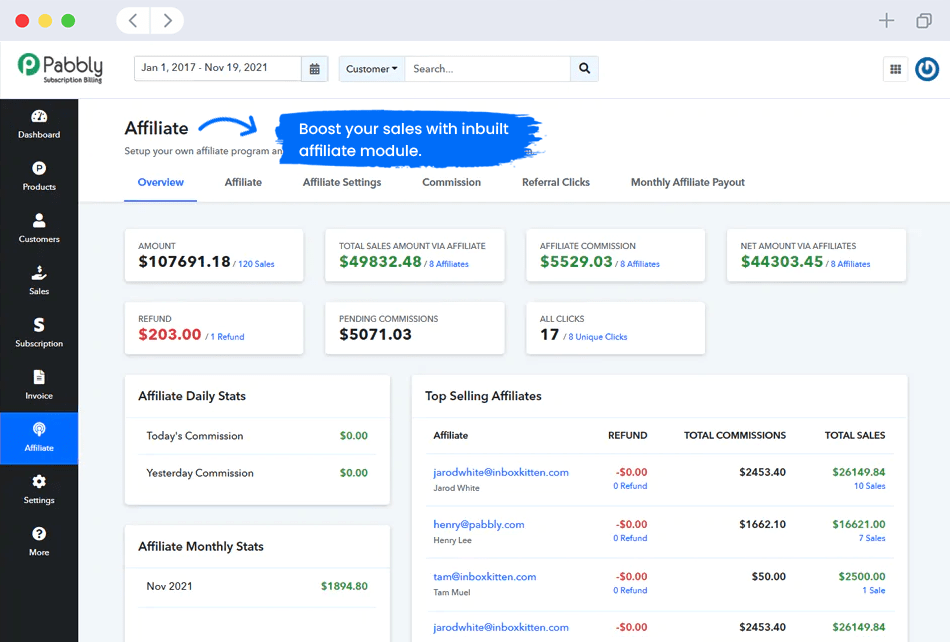 Pabbly
Subscription Billing
Jan 1, 2017 - Nov 19, 2021
Customer
Search...
Dashboard
Products
Customers
Sales
Subscription
Invoice
Affiliate
Settings
More
Affiliate
Setup your own affiliate program
Boost your sales with inbuilt
affiliate module.
Overview
Affiliate
Affiliate Settings
Commission
Referral Clicks
Monthly Affiliate Payout
AMOUNT
$107691.18 / 120 Sales
TOTAL SALES AMOUNT VIA AFFILIATE
$49832.48 / 8 Affiliates
AFFILIATE COMMISSION
$5529.03 / 8 Affiliates
NET AMOUNT VIA AFFILIATES
$44303.45 / 8 Affiliates
REFUND
$203.00 / 1 Refund
PENDING COMMISSIONS
$5071.03
ALL CLICKS
17 / 8 Unique Clicks
Affiliate Daily Stats
Today's Commission $0.00
Yesterday Commission $0.00
Affiliate Monthly Stats
Nov 2021 $1894.80
Top Selling Affiliates
Affiliate REFUND TOTAL COMMISSIONS TOTAL SALES
jarodwhite@inboxkitten.com -$0.00 $2453.40 $26149.84
Jarod White 0 Refund 10 Sales
henry@pabbly.com -$0.00 $1662.10 $16621.00
Henry Lee 0 Refund 7 Sales
tam@inboxkitten.com -$0.00 $50.00 $2500.00
Tam Muel 0 Refund 1 Sale
jarodwhite@inboxkitten.com -$0.00 $2453.40 $26149.84